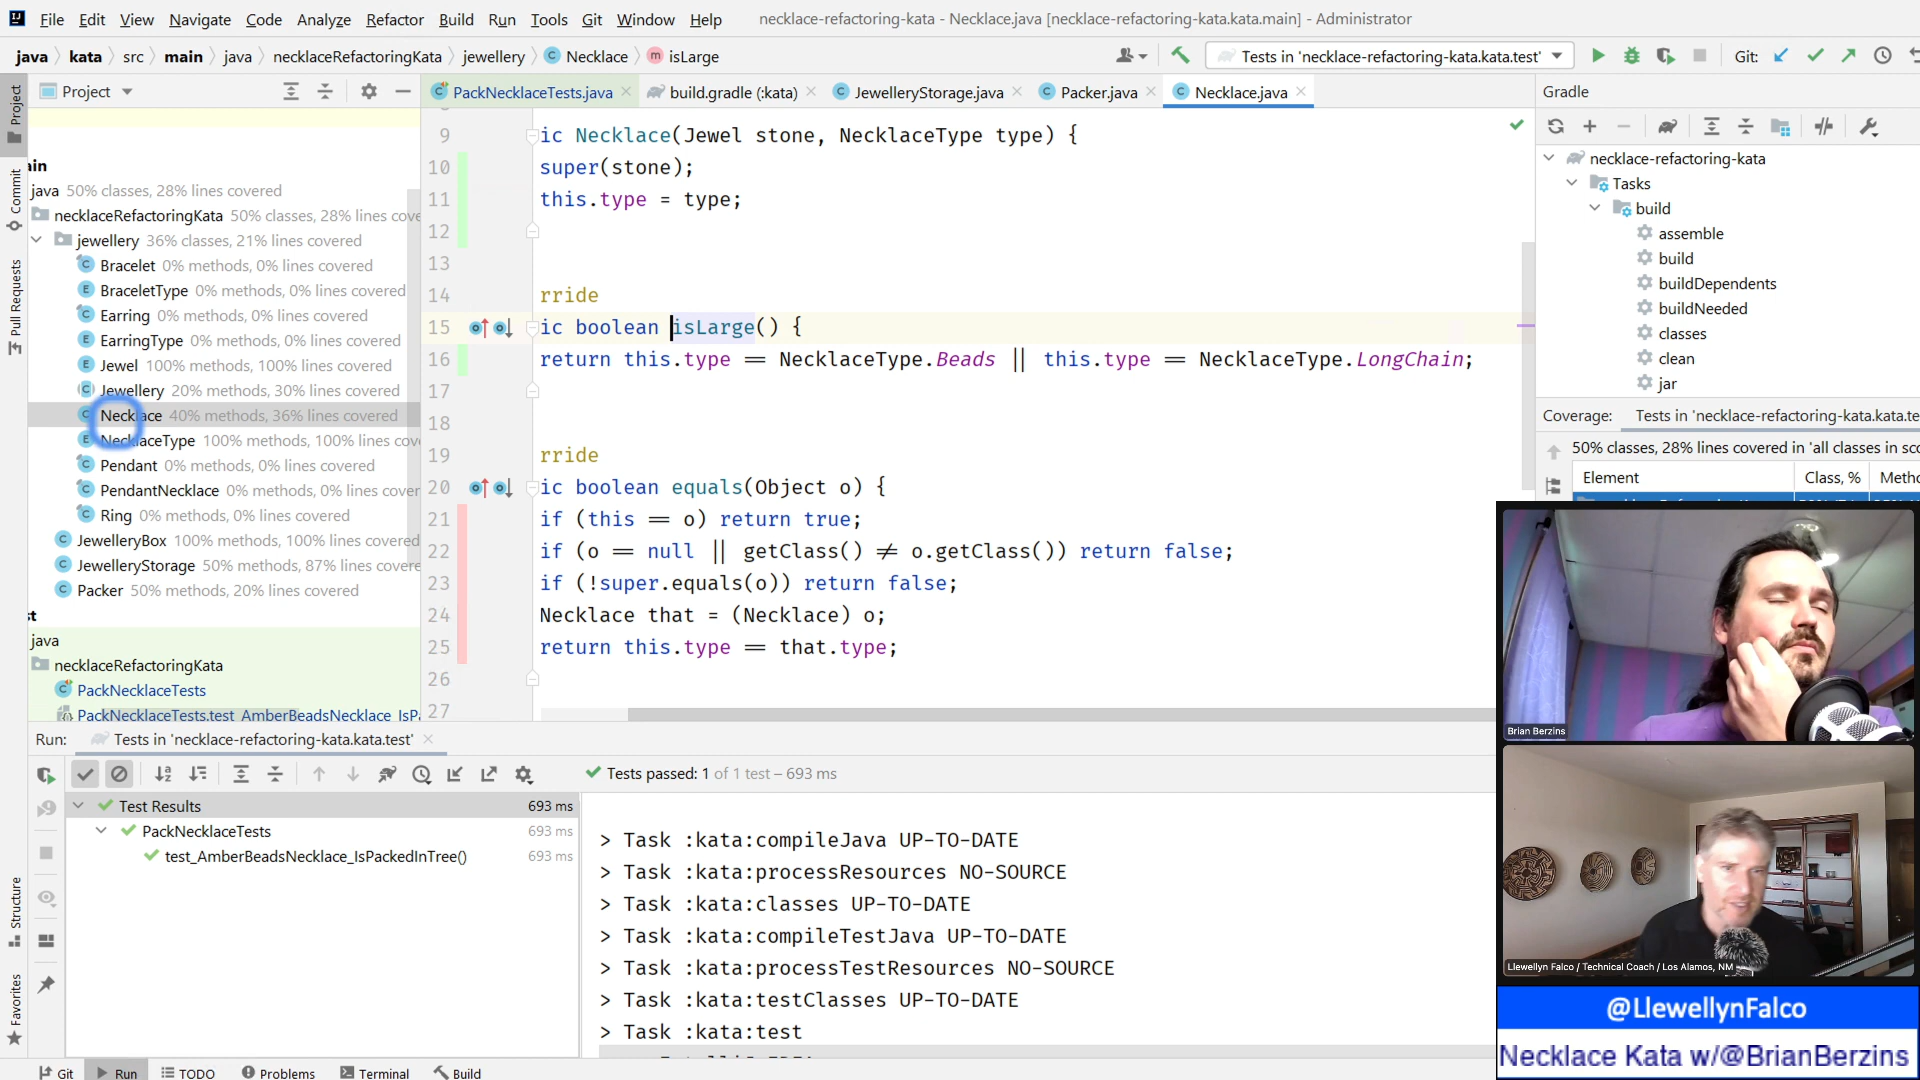 File Edit View Navigate Code Analyze Refactor Build Run Tools Git Window Help necklace-refactoring-kata - Necklace.java [necklace-refactoring-kata.kata.main] - Administrator
java kata src main java necklaceRefactoringKata jewellery Necklace isLarge Tests in 'necklace-refactoring-kata.kata.test' Git:
Project
PackNecklaceTests.java build.gradle (:kata) JewelleryStorage.java Packer.java Necklace.java
Gradle
Project
Commit
Pull Requests
Structure
Favorites
ain
java 50% classes, 28% lines covered
necklaceRefactoringKata 50% classes, 28% lines cove
jewellery 36% classes, 21% lines covered
Bracelet 0% methods, 0% lines covered
BraceletType 0% methods, 0% lines covered
Earring 0% methods, 0% lines covered
EarringType 0% methods, 0% lines covered
Jewel 100% methods, 100% lines covered
Jewellery 20% methods, 30% lines covered
Necklace 40% methods, 36% lines covered
NecklaceType 100% methods, 100% lines cov
Pendant 0% methods, 0% lines covered
PendantNecklace 0% methods, 0% lines cover
Ring 0% methods, 0% lines covered
JewelleryBox 100% methods, 100% lines covered
JewelleryStorage 50% methods, 87% lines covere
Packer 50% methods, 20% lines covered
st
java
necklaceRefactoringKata
PackNecklaceTests
PackNecklaceTests.test_AmberBeadsNecklace_IsPa
9 ic Necklace(Jewel stone, NecklaceType type) {
10 super(stone);
11 this.type = type;
12
13
14 rride
15 ic boolean isLarge() {
16 return this.type == NecklaceType.Beads || this.type == NecklaceType.LongChain;
17
18
19 rride
20 ic boolean equals(Object o) {
21 if (this == o) return true;
22 if (o == null || getClass() != o.getClass()) return false;
23 if (!super.equals(o)) return false;
24 Necklace that = (Necklace) o;
25 return this.type == that.type;
26
27
necklace-refactoring-kata
Tasks
build
assemble
build
buildDependents
buildNeeded
classes
clean
jar
Coverage: Tests in 'necklace-refactoring-kata.kata.te
50% classes, 28% lines covered in 'all classes in sco
Element Class, % Metho
Run: Tests in 'necklace-refactoring-kata.kata.test'
Tests passed: 1 of 1 test – 693 ms
Test Results 693 ms
PackNecklaceTests 693 ms
test_AmberBeadsNecklace_IsPackedInTree() 693 ms
> Task :kata:compileJava UP-TO-DATE
> Task :kata:processResources NO-SOURCE
> Task :kata:classes UP-TO-DATE
> Task :kata:compileTestJava UP-TO-DATE
> Task :kata:processTestResources NO-SOURCE
> Task :kata:testClasses UP-TO-DATE
> Task :kata:test
Git Run TODO Problems Terminal Build
Brian Berzins
Llewellyn Falco / Technical Coach / Los Alamos, NM
@LlewellynFalco
Necklace Kata w/@BrianBerzins